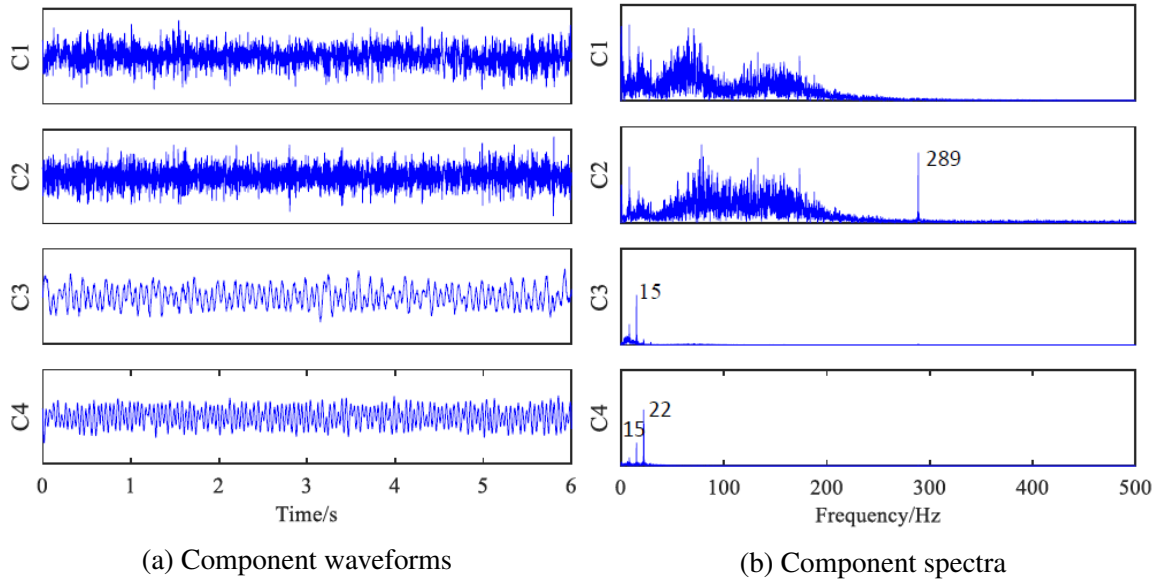 C1
C2
C3
C4
0 1 2 3 4 5 6
Time/s
(a) Component waveforms
C1
C2
289
C3
15
C4
15
22
0 100 200 300 400 500
Frequency/Hz
(b) Component spectra